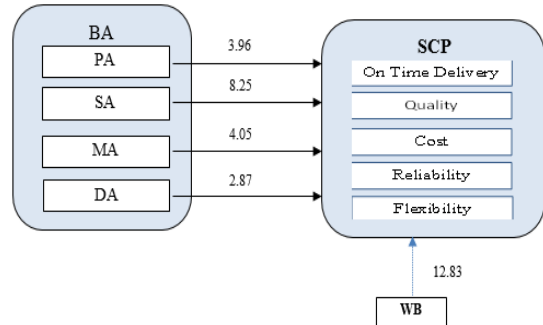 BA
PA
SA
MA
DA
3.96
8.25
4.05
2.87
SCP
On Time Delivery
Quality
Cost
Reliability
Flexibility
12.83
WB